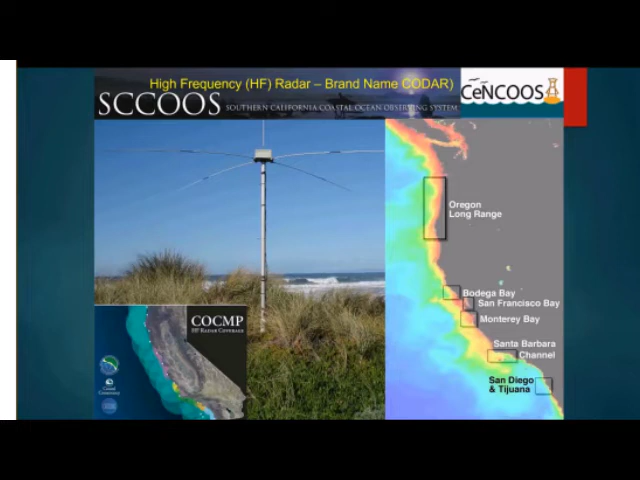 High Frequency (HF) Radar – Brand Name CODAR)
SCCOOS SOUTHERN CALIFORNIA COASTAL OCEAN OBSERVING SYSTEM
CeNCOOS
Oregon
Long Range
Bodega Bay
San Francisco Bay
Monterey Bay
Santa Barbara
Channel
San Diego
& Tijuana
COCMP
HF RADAR COVERAGE